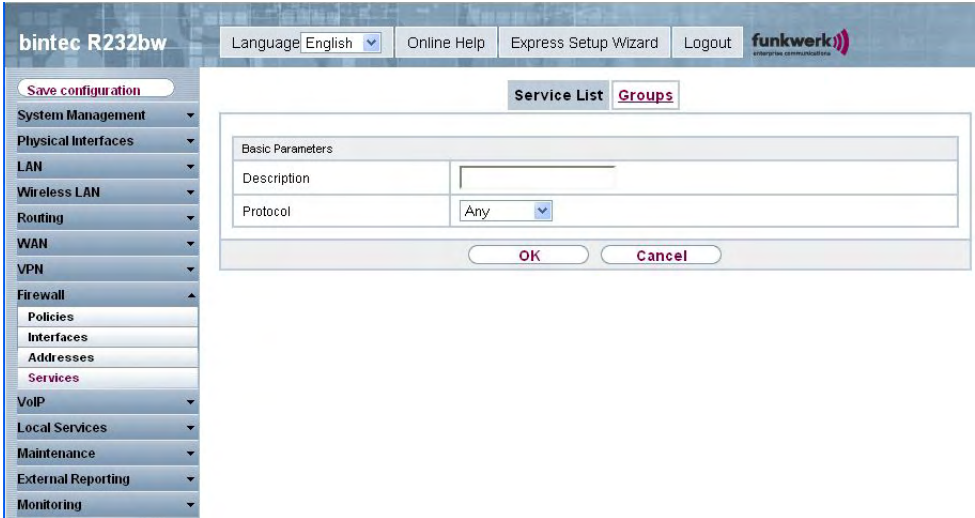 bintec R232bw
Language English Online Help Express Setup Wizard Logout funkwerk
enterprise communications
Save configuration
System Management
Physical Interfaces
LAN
Wireless LAN
Routing
WAN
VPN
Firewall
Policies
Interfaces
Addresses
Services
VoIP
Local Services
Maintenance
External Reporting
Monitoring
Service List Groups
Basic Parameters
Description
Protocol Any
OK Cancel